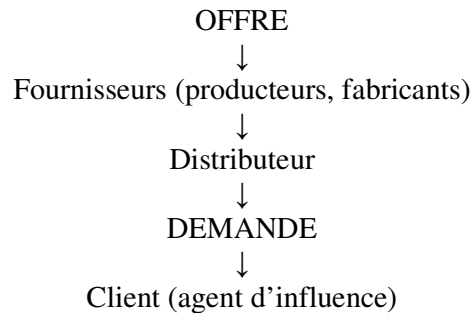 OFFRE
↓
Fournisseurs (producteurs, fabricants)
↓
Distributeur
↓
DEMANDE
↓
Client (agent d’influence)